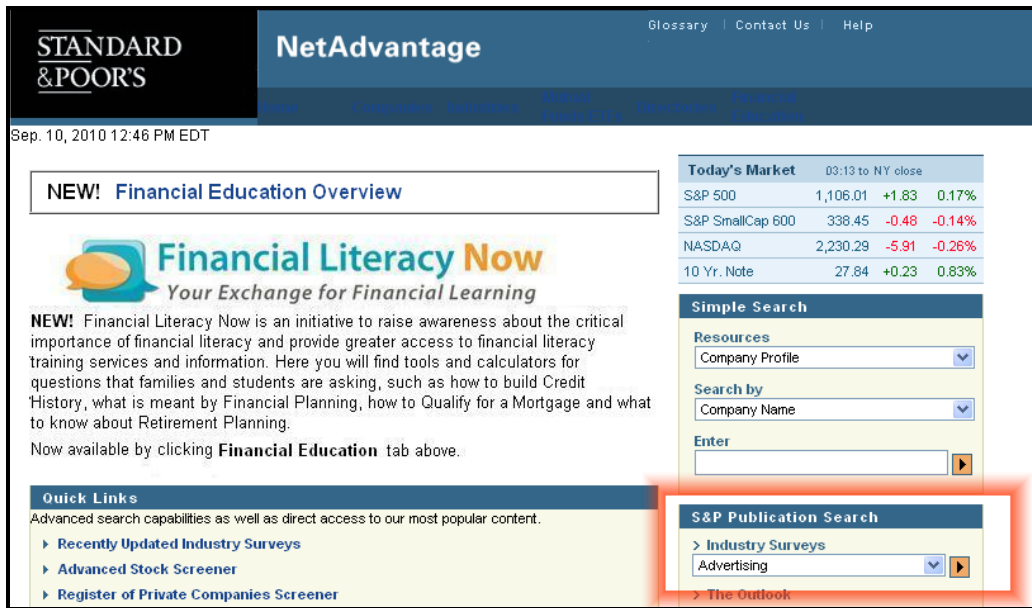 STANDARD
&POOR'S
NetAdvantage
Glossary | Contact Us | Help
Sep. 10, 2010 12:46 PM EDT
NEW! Financial Education Overview
Financial Literacy Now
Your Exchange for Financial Learning
NEW! Financial Literacy Now is an initiative to raise awareness about the critical
importance of financial literacy and provide greater access to financial literacy
training services and information. Here you will find tools and calculators for
questions that families and students are asking, such as how to build Credit
History, what is meant by Financial Planning, how to Qualify for a Mortgage and what
to know about Retirement Planning.
Now available by clicking Financial Education tab above.
Quick Links
Advanced search capabilities as well as direct access to our most popular content.
Recently Updated Industry Surveys
Advanced Stock Screener
Register of Private Companies Screener
Today's Market 03:13 to NY close
S&P 500 1,106.01 +1.83 0.17%
S&P SmallCap 600 338.45 -0.48 -0.14%
NASDAQ 2,230.29 -5.91 -0.26%
10 Yr. Note 27.84 +0.23 0.83%
Simple Search
Resources
Company Profile
Search by
Company Name
Enter
S&P Publication Search
> Industry Surveys
Advertising
> The Outlook